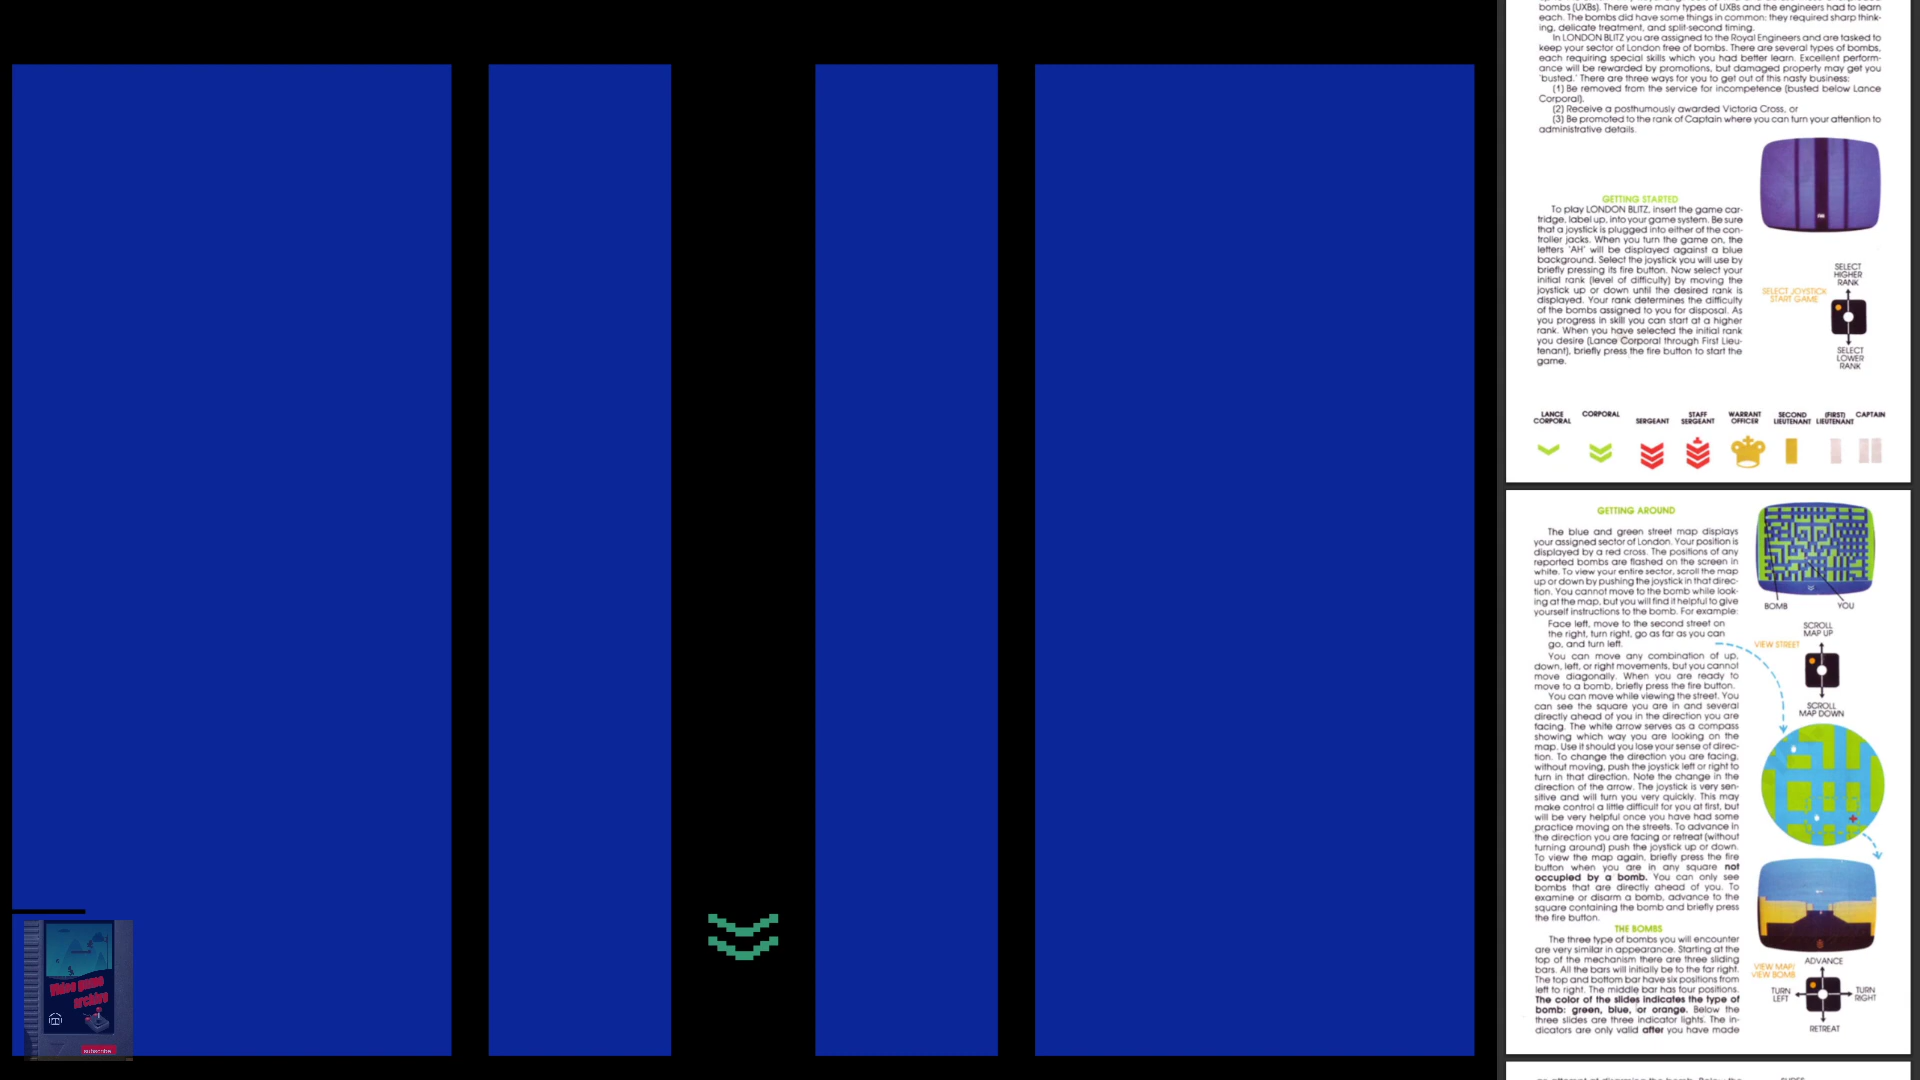 bombs (UXBs). There were many types of UXBs and the engineers had to learn
each. The bombs did have some things in common: they required sharp think-
ing, delicate treatment, and split-second timing.
In LONDON BLITZ you are assigned to the Royal Engineers and are tasked to
keep your sector of London free of bombs. There are several types of bombs,
each requiring special skills which you had better learn. Excellent perform-
ance will be rewarded by promotions, but damaged property may get you
'busted.' There are three ways for you to get out of this nasty business:
(1) Be removed from the service for incompetence (busted below Lance
Corporal),
(2) Receive a posthumously awarded Victoria Cross, or
(3) Be promoted to the rank of Captain where you can turn your attention to
administrative details.
GETTING STARTED
To play LONDON BLITZ, insert the game car-
tridge, label up, into your game system. Be sure
that a joystick is plugged into either of the con-
troller jacks. When you turn the game on, the
letters 'AH' will be displayed against a blue
background. Select the joystick you will use by
briefly pressing its fire button. Now select your
initial rank (level of difficulty) by moving the
joystick up or down until the desired rank is
displayed. Your rank determines the difficulty
of the bombs assigned to you for disposal. As
you progress in skill you can start at a higher
rank. When you have selected the initial rank
you desire (Lance Corporal through First Lieu-
tenant), briefly press the fire button to start the
game.
SELECT
HIGHER
RANK
SELECT JOYSTICK
START GAME
SELECT
LOWER
RANK
LANCE
CORPORAL
CORPORAL
SERGEANT
STAFF
SERGEANT
WARRANT
OFFICER
SECOND
LIEUTENANT
(FIRST)
LIEUTENANT
CAPTAIN
GETTING AROUND
The blue and green street map displays
your assigned sector of London. Your position is
displayed by a red cross. The positions of any
reported bombs are flashed on the screen in
white. To view your entire sector, scroll the map
up or down by pushing the joystick in that direc-
tion. You cannot move to the bomb while look-
ing at the map, but you will find it helpful to give
yourself instructions to the bomb. For example:
Face left, move to the second street on
the right, turn right, go as far as you can
go, and turn left.
You can move any combination of up,
down, left, or right movements, but you cannot
move diagonally. When you are ready to
move to a bomb, briefly press the fire button.
You can move while viewing the street. You
can see the square you are in and several
directly ahead of you in the direction you are
facing. The white arrow serves as a compass
showing which way you are looking on the
map. Use it should you lose your sense of direc-
tion. To change the direction you are facing,
without moving, push the joystick left or right to
turn in that direction. Note the change in the
direction of the arrow. The joystick is very sen-
sitive and will turn you very quickly. This may
make control a little difficult for you at first, but
will be very helpful once you have had some
practice moving on the streets. To advance in
the direction you are facing or retreat (without
turning around) push the joystick up or down.
To view the map again, briefly press the fire
button when you are in any square not
occupied by a bomb. You can only see
bombs that are directly ahead of you. To
examine or disarm a bomb, advance to the
square containing the bomb and briefly press
the fire button.
BOMB
YOU
SCROLL
MAP UP
VIEW STREET
SCROLL
MAP DOWN
THE BOMBS
The three type of bombs you will encounter
are very similar in appearance. Starting at the
top of the mechanism there are three sliding
bars. All the bars will initially be to the far right.
The top and bottom bar have six positions from
left to right. The middle bar has four positions.
The color of the slides indicates the type of
bomb: green, blue, or orange. Below the
three slides are three indicator lights. The in-
dicators are only valid after you have made
ADVANCE
VIEW MAP/
VIEW BOMB
TURN
LEFT
TURN
RIGHT
RETREAT
Video game
archive
subscribe